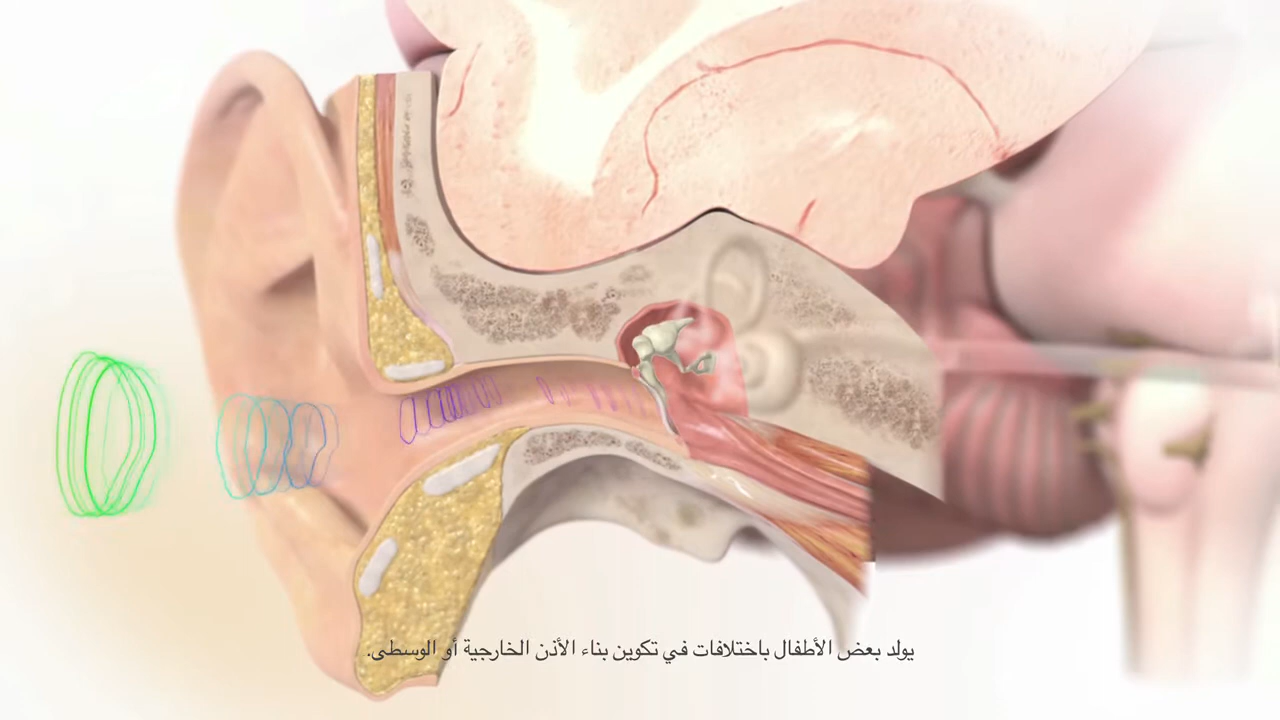 يولد بعض الأطفال باختلافات في تكوين بناء الأذن الخارجية أو الوسطى.